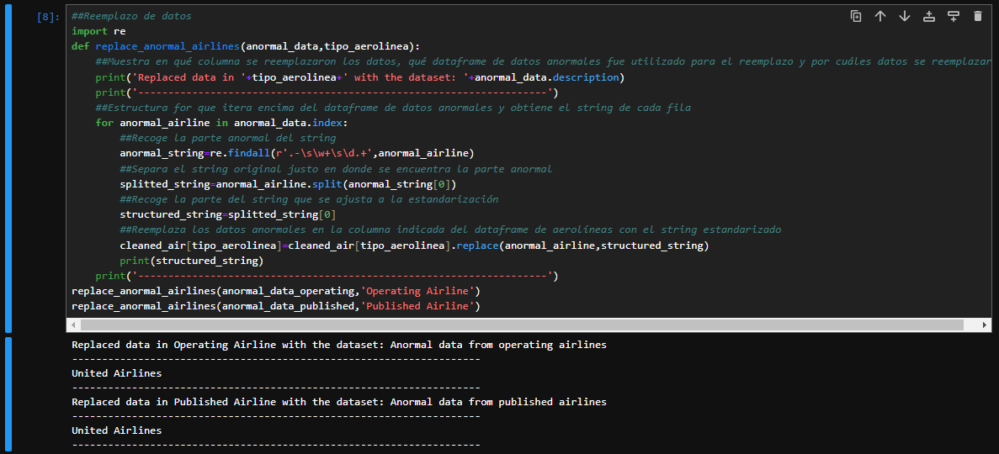 [8]:
##Reemplazo de datos
import re
def replace_anormal_airlines(anormal_data,tipo_aerolinea):
    ##Muestra en qué columna se reemplazaron los datos, qué dataframe de datos anormales fue utilizado para el reemplazo y por cuáles datos se reemplazar
    print('Replaced data in '+tipo_aerolinea+' with the dataset: '+anormal_data.description)
    print('--------------------------------------------------------------------')
    ##Estructura for que itera encima del dataframe de datos anormales y obtiene el string de cada fila
    for anormal_airline in anormal_data.index:
        ##Recoge la parte anormal del string
        anormal_string=re.findall(r'.-\s\w+\s\d.+',anormal_airline)
        ##Separa el string original justo en donde se encuentra la parte anormal
        splitted_string=anormal_airline.split(anormal_string[0])
        ##Recoge la parte del string que se ajusta a la estandarización
        structured_string=splitted_string[0]
        ##Reemplaza los datos anormales en la columna indicada del dataframe de aerolíneas con el string estandarizado
        cleaned_air[tipo_aerolinea]=cleaned_air[tipo_aerolinea].replace(anormal_airline,structured_string)
        print(structured_string)
    print('--------------------------------------------------------------------')
replace_anormal_airlines(anormal_data_operating,'Operating Airline')
replace_anormal_airlines(anormal_data_published,'Published Airline')
Replaced data in Operating Airline with the dataset: Anormal data from operating airlines
--------------------------------------------------------------------
United Airlines
--------------------------------------------------------------------
Replaced data in Published Airline with the dataset: Anormal data from published airlines
--------------------------------------------------------------------
United Airlines
--------------------------------------------------------------------